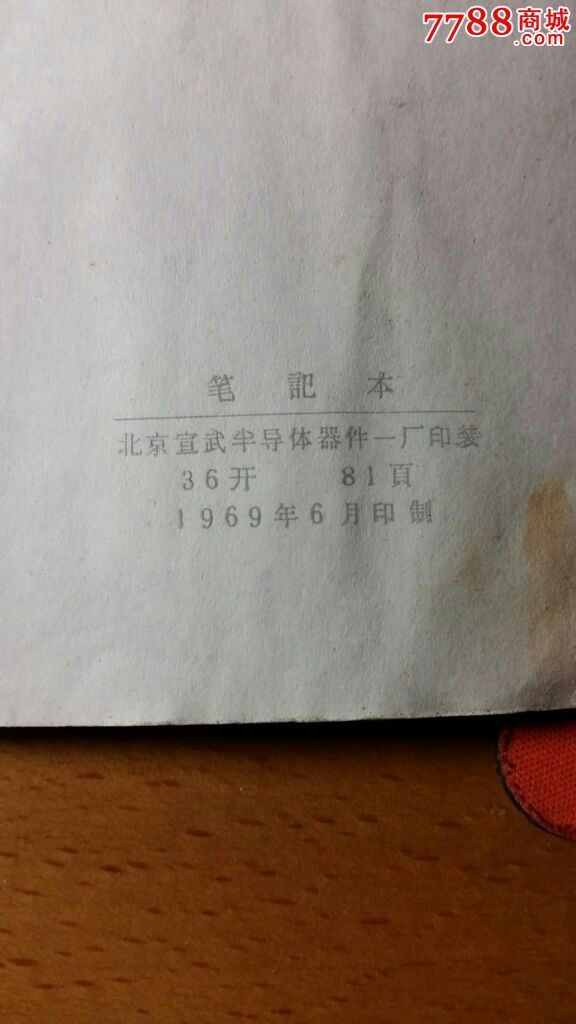 7788商城
.com
笔 記 本
北京宣武半导体器件一厂印装
36开 81頁
1969年6月印制